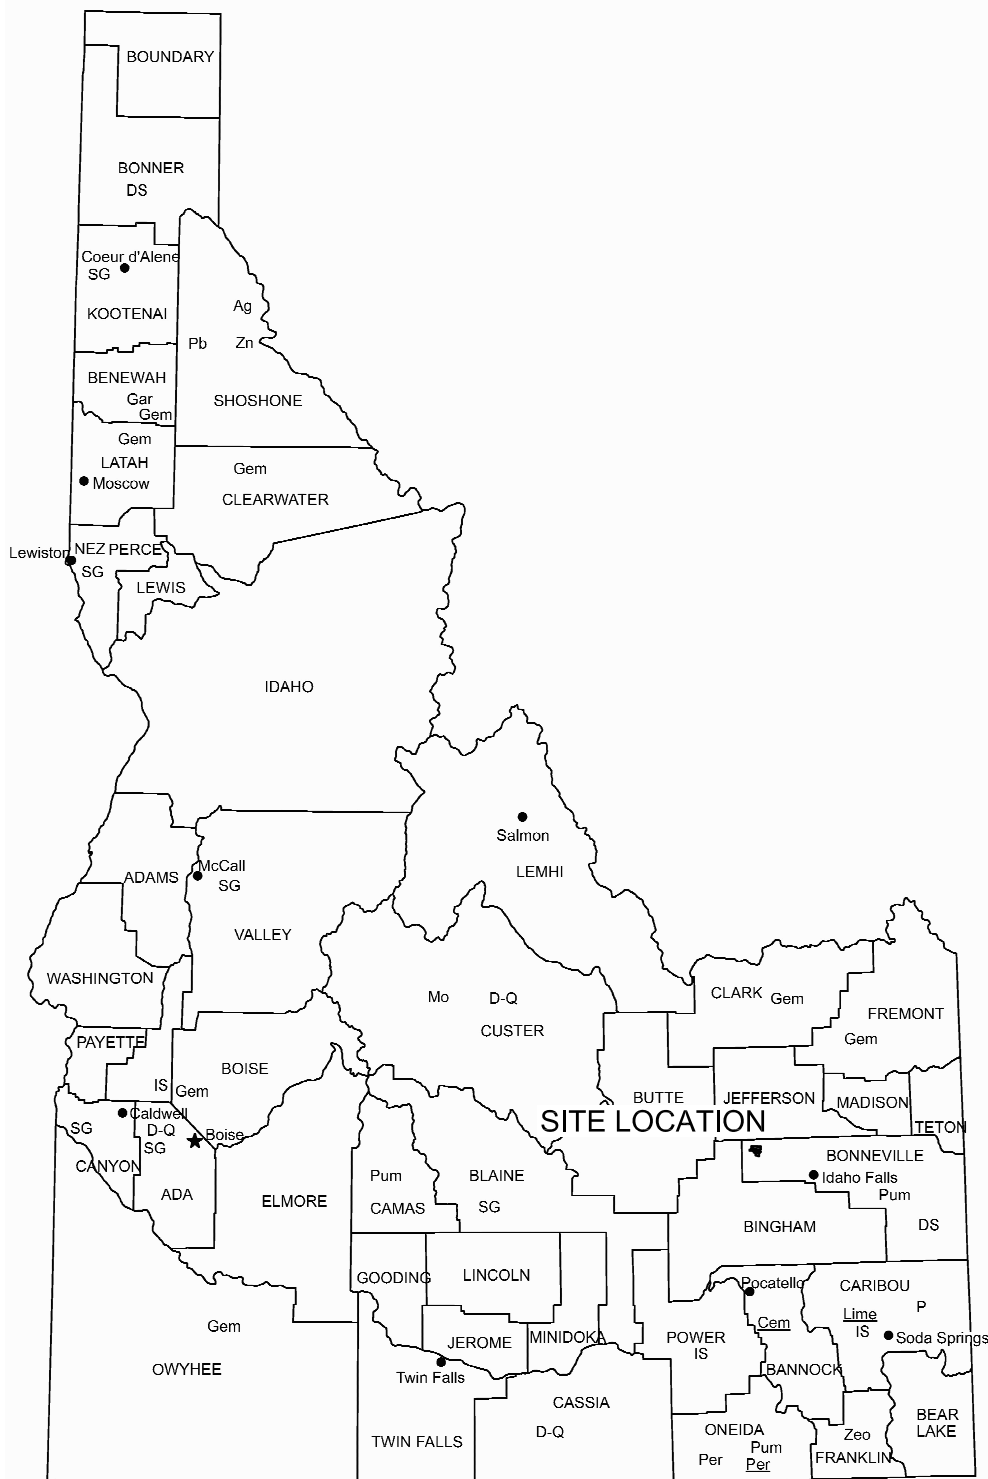 BOUNDARY
BONNER
DS
Coeur d'Alene
SG
KOOTENAI
Ag
Pb
Zn
SHOSHONE
BENEWAH
Gar
Gem
Gem
LATAH
Moscow
Gem
CLEARWATER
Lewiston
NEZ PERCE
SG
LEWIS
IDAHO
Salmon
LEMHI
McCall
SG
ADAMS
VALLEY
WASHINGTON
Mo
D-Q
CUSTER
CLARK
Gem
FREMONT
Gem
PAYETTE
IS
Gem
BOISE
BUTTE
JEFFERSON
MADISON
TETON
SITE LOCATION
Caldwell
D-Q
SG
SG
Boise
CANYON
ADA
ELMORE
Pum
CAMAS
BLAINE
SG
BONNEVILLE
Idaho Falls
Pum
DS
BINGHAM
GOODING
LINCOLN
Pocatello
CARIBOU
P
Lime
IS
Soda Springs
Cem
Gem
OWYHEE
JEROME
MINIDOKA
POWER
IS
BANNOCK
Twin Falls
CASSIA
D-Q
TWIN FALLS
ONEIDA
Pum
Per
Per
Zeo
FRANKLIN
BEAR
LAKE